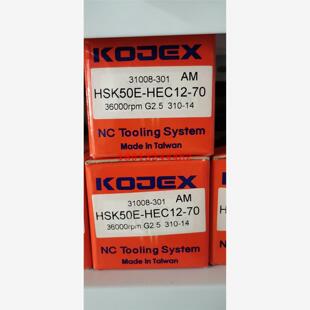 KODEX
31008-301 AM
HSK50E-HEC12-70
36000rpm G2.5 310-14
NC Tooling System
Made In Taiwan
KODEX
31008-301 AM
HSK50E-HEC12-70
36000rpm G2.5 310-14
NC Tooling System
Made In Taiwan